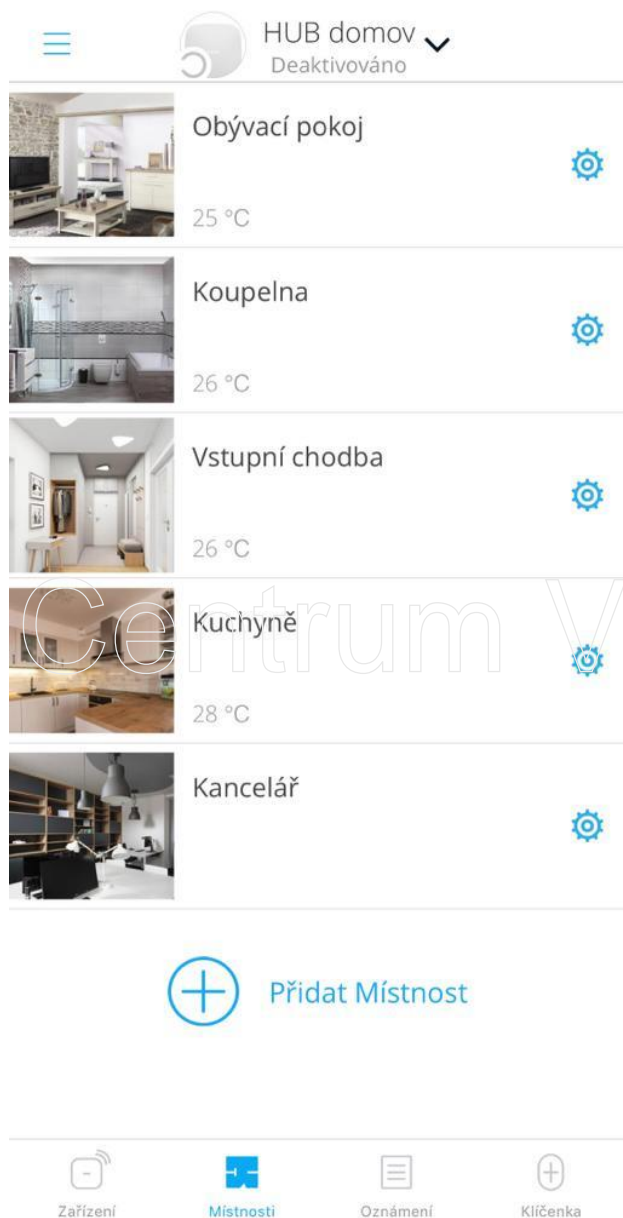 HUB domov
Deaktivováno
Obývací pokoj
25 °C
Koupelna
26 °C
Vstupní chodba
26 °C
Centrum V
Kuchyně
28 °C
Kancelář
Přidat Místnost
Zařízení
Místnosti
Oznámení
Klíčenka